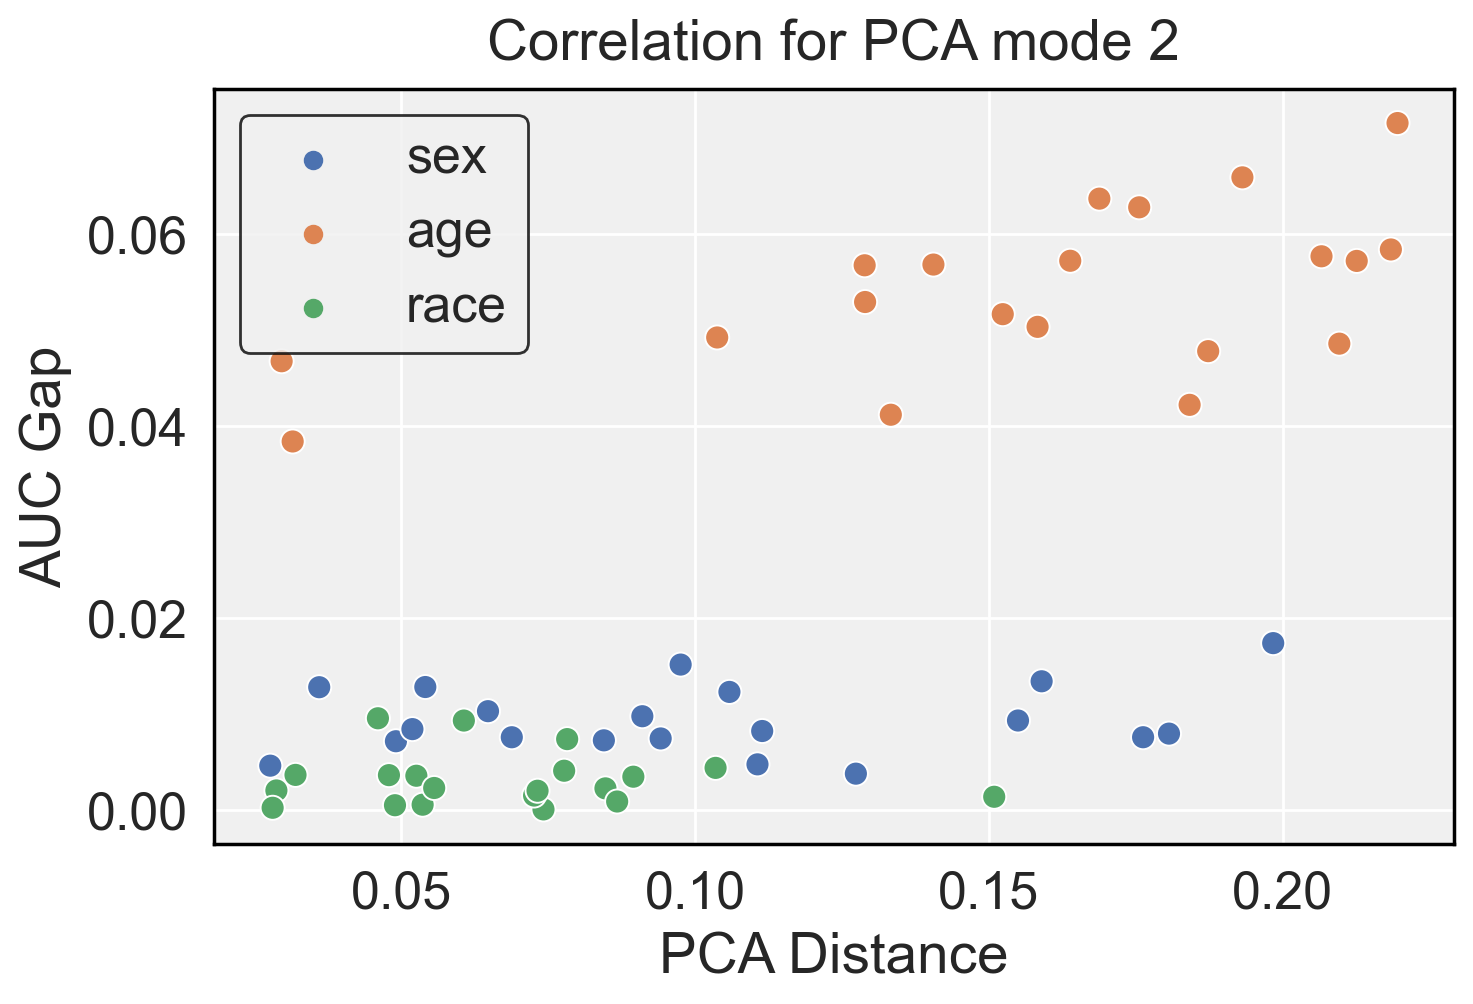 Correlation for PCA mode 2
sex
age
race
AUC Gap
0.06
0.04
0.02
0.00
0.05
0.10
0.15
0.20
PCA Distance